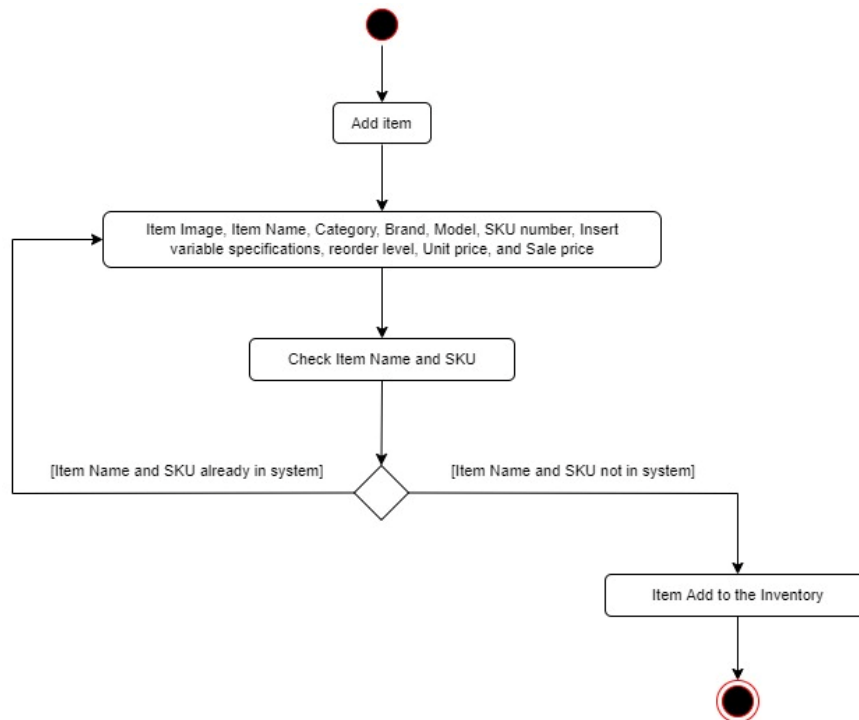 Add item
Item Image, Item Name, Category, Brand, Model, SKU number, Insert
variable specifications, reorder level, Unit price, and Sale price
Check Item Name and SKU
[Item Name and SKU already in system]
[Item Name and SKU not in system]
Item Add to the Inventory